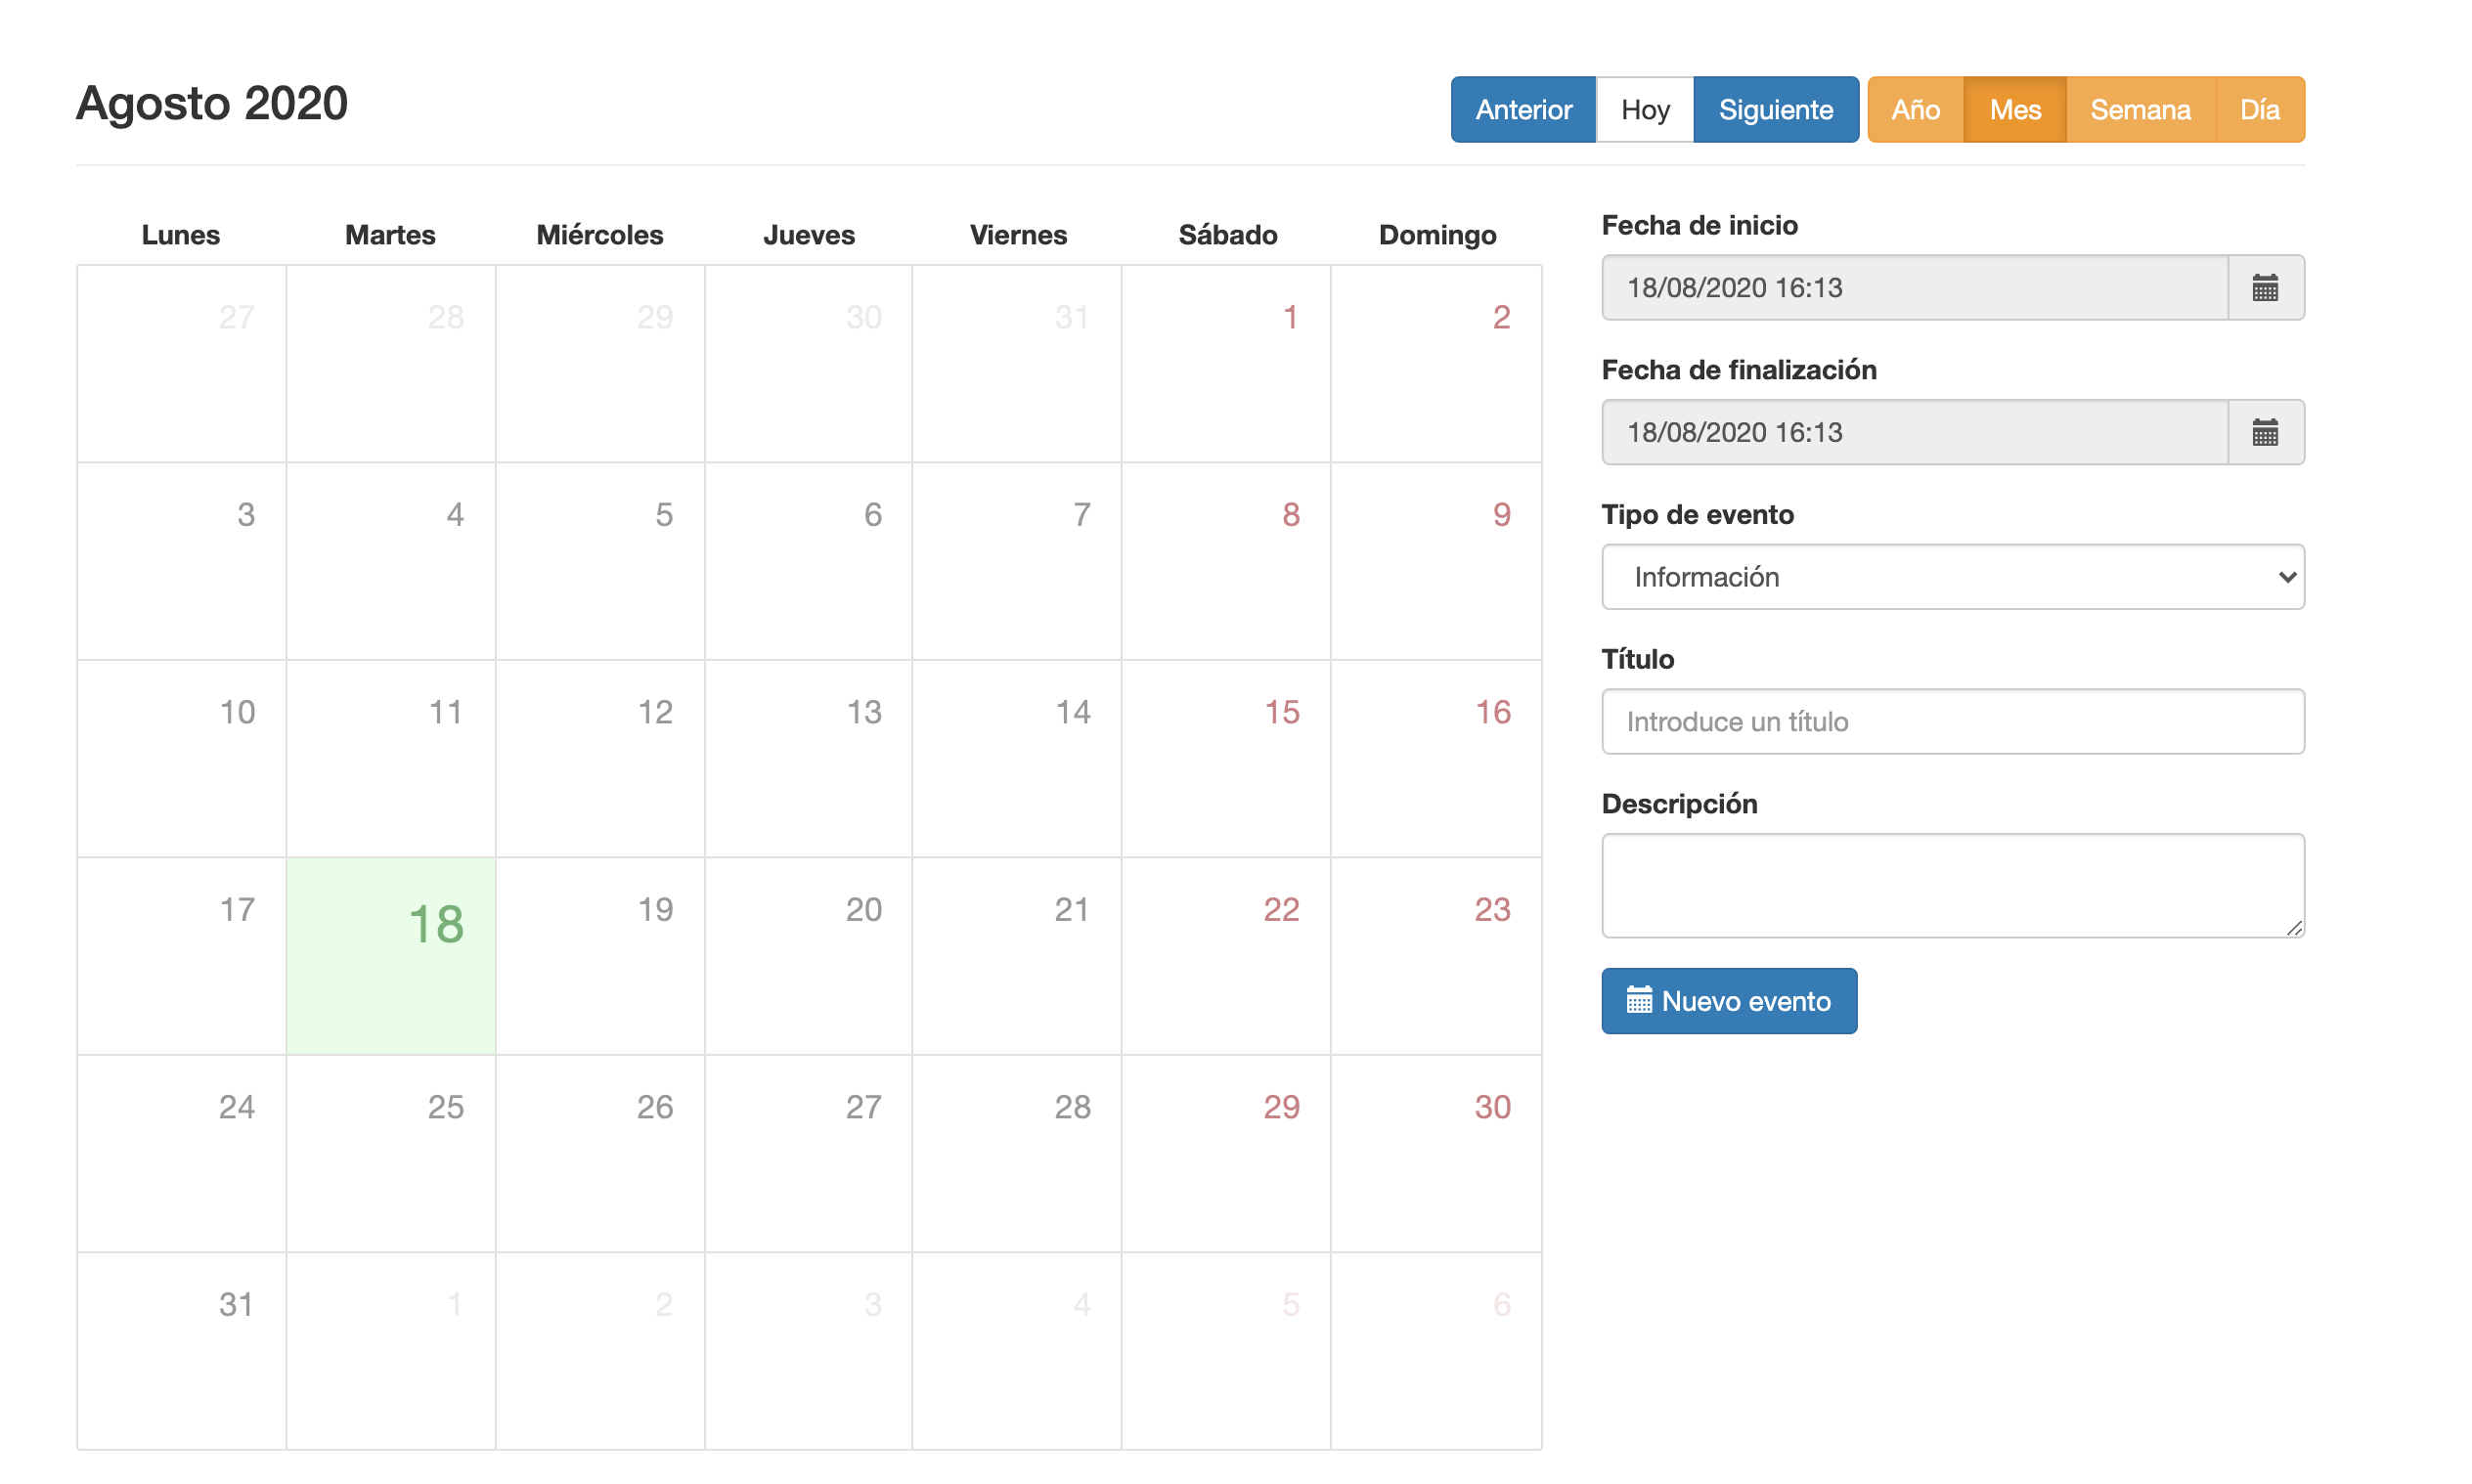 Agosto 2020
Anterior Hoy Siguiente Año Mes Semana Día
Lunes Martes Miércoles Jueves Viernes Sábado Domingo
27 28 29 30 31 1 2
3 4 5 6 7 8 9
10 11 12 13 14 15 16
17 18 19 20 21 22 23
24 25 26 27 28 29 30
31 1 2 3 4 5 6
Fecha de inicio
18/08/2020 16:13
Fecha de finalización
18/08/2020 16:13
Tipo de evento
Información
Título
Introduce un título
Descripción
Nuevo evento